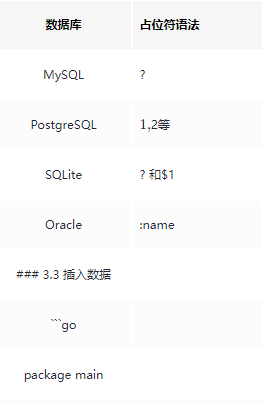 数据库 占位符语法
MySQL ?
PostgreSQL 1,2等
SQLite ? 和$1
Oracle :name
### 3.3 插入数据
```go
package main